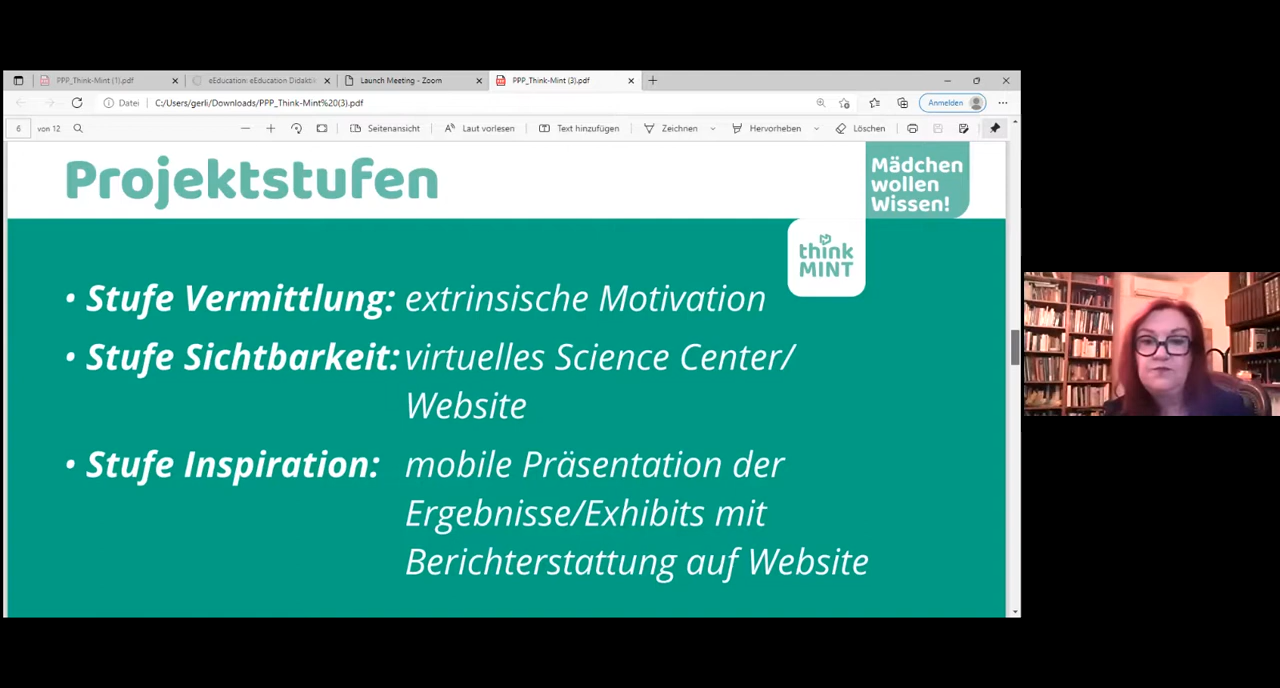 PPP_Think-Mint (1).pdf
eEducation: eEducation Didaktik
Launch Meeting - Zoom
PPP_Think-Mint (3).pdf
Datei
C:/Users/gerli/Downloads/PPP_Think-Mint%20(3).pdf
Anmelden
6 von 12
Seitenansicht
Laut vorlesen
Text hinzufügen
Zeichnen
Hervorheben
Löschen
Projektstufen
Mädchen
wollen
Wissen!
think
MINT
• Stufe Vermittlung: extrinsische Motivation
• Stufe Sichtbarkeit: virtuelles Science Center/
Website
• Stufe Inspiration: mobile Präsentation der
Ergebnisse/Exhibits mit
Berichterstattung auf Website